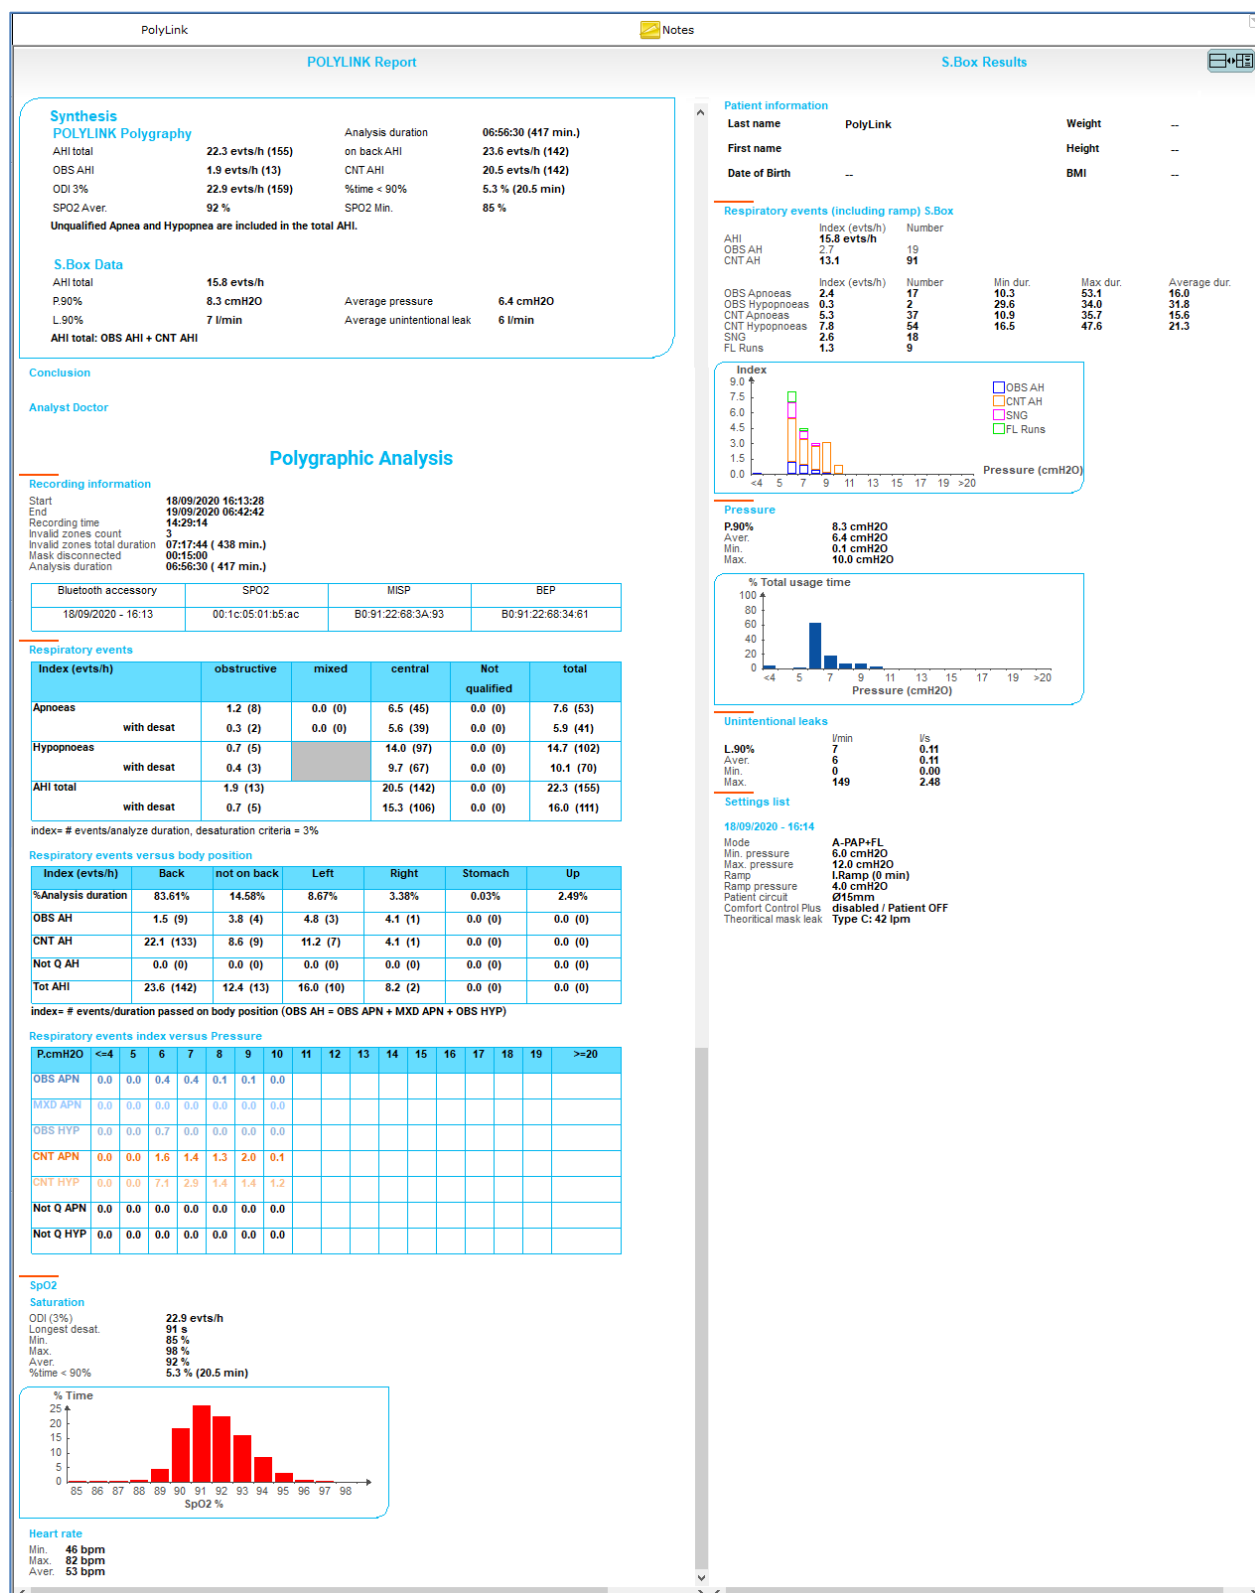 PolyLink
Notes
POLYLINK Report
Synthesis
POLYLINK Polygraphy Analysis duration 06:56:30 (417 min.)
AHI total 22.3 evts/h (155) on back AHI 23.6 evts/h (142)
OBS AHI 1.9 evts/h (13) CNT AHI 20.5 evts/h (142)
ODI 3% 22.9 evts/h (159) %time < 90% 5.3 % (20.5 min)
SPO2 Aver. 92 % SPO2 Min. 85 %
Unqualified Apnea and Hypopnea are included in the total AHI.
S.Box Data
AHI total 15.8 evts/h
P.90% 8.3 cmH2O Average pressure 6.4 cmH2O
L.90% 7 l/min Average unintentional leak 6 l/min
AHI total: OBS AHI + CNT AHI
Conclusion
Analyst Doctor
Polygraphic Analysis
Recording information
Start 18/09/2020 16:13:28
End 19/09/2020 06:42:42
Recording time 14:29:14
Invalid zones count 3
Invalid zones total duration 07:17:44 ( 438 min.)
Mask disconnected 00:15:00
Analysis duration 06:56:30 ( 417 min.)
Bluetooth accessory SPO2 MISP BEP
18/09/2020 - 16:13 00:1c:05:01:b5:ac B0:91:22:68:3A:93 B0:91:22:68:34:61
Respiratory events
Index (evts/h) obstructive mixed central Not qualified total
Apnoeas 1.2 (8) 0.0 (0) 6.5 (45) 0.0 (0) 7.6 (53)
with desat 0.3 (2) 0.0 (0) 5.6 (39) 0.0 (0) 5.9 (41)
Hypopnoeas 0.7 (5) 14.0 (97) 0.0 (0) 14.7 (102)
with desat 0.4 (3) 9.7 (67) 0.0 (0) 10.1 (70)
AHI total 1.9 (13) 20.5 (142) 0.0 (0) 22.3 (155)
with desat 0.7 (5) 15.3 (106) 0.0 (0) 16.0 (111)
index= # events/analyze duration, desaturation criteria = 3%
Respiratory events versus body position
Index (evts/h) Back not on back Left Right Stomach Up
%Analysis duration 83.61% 14.58% 8.67% 3.38% 0.03% 2.49%
OBS AH 1.5 (9) 3.8 (4) 4.8 (3) 4.1 (1) 0.0 (0) 0.0 (0)
CNT AH 22.1 (133) 8.6 (9) 11.2 (7) 4.1 (1) 0.0 (0) 0.0 (0)
Not Q AH 0.0 (0) 0.0 (0) 0.0 (0) 0.0 (0) 0.0 (0) 0.0 (0)
Tot AHI 23.6 (142) 12.4 (13) 16.0 (10) 8.2 (2) 0.0 (0) 0.0 (0)
index= # events/duration passed on body position (OBS AH = OBS APN + MXD APN + OBS HYP)
Respiratory events index versus Pressure
P.cmH2O <=4 5 6 7 8 9 10 11 12 13 14 15 16 17 18 19 >=20
OBS APN 0.0 0.0 0.4 0.4 0.1 0.1 0.0
MXD APN 0.0 0.0 0.0 0.0 0.0 0.0 0.0
OBS HYP 0.0 0.0 0.7 0.0 0.0 0.0 0.0
CNT APN 0.0 0.0 1.6 1.4 1.3 2.0 0.1
CNT HYP 0.0 0.0 7.1 2.9 1.4 1.4 1.2
Not Q APN 0.0 0.0 0.0 0.0 0.0 0.0 0.0
Not Q HYP 0.0 0.0 0.0 0.0 0.0 0.0 0.0
SpO2
Saturation
ODI (3%) 22.9 evts/h
Longest desat. 91 s
Min. 85 %
Max. 98 %
Aver. 92 %
%time < 90% 5.3 % (20.5 min)
% Time
25
20
15
10
5
0
85 86 87 88 89 90 91 92 93 94 95 96 97 98
SpO2 %
Heart rate
Min. 46 bpm
Max. 82 bpm
Aver. 53 bpm
S.Box Results
Patient information
Last name PolyLink Weight --
First name Height --
Date of Birth -- BMI --
Respiratory events (including ramp) S.Box
Index (evts/h) Number
AHI 15.8 evts/h
OBS AH 2.7 19
CNT AH 13.1 91
Index (evts/h) Number Min dur. Max dur. Average dur.
OBS Apnoeas 2.4 17 10.3 53.1 16.0
OBS Hypopnoeas 0.3 2 29.6 34.0 31.8
CNT Apnoeas 5.3 37 10.9 35.7 15.6
CNT Hypopnoeas 7.8 54 16.5 47.6 21.3
SNG 2.6 18
FL Runs 1.3 9
Index
9.0
7.5
6.0
4.5
3.0
1.5
0.0
<4 5 7 9 11 13 15 17 19 >20
Pressure (cmH2O)
OBS AH
CNT AH
SNG
FL Runs
Pressure
P.90% 8.3 cmH2O
Aver. 6.4 cmH2O
Min. 0.1 cmH2O
Max. 10.0 cmH2O
% Total usage time
100
80
60
40
20
0
<4 5 7 9 11 13 15 17 19 >20
Pressure (cmH2O)
Unintentional leaks
l/min l/s
L.90% 7 0.11
Aver. 6 0.11
Min. 0 0.00
Max. 149 2.48
Settings list
18/09/2020 - 16:14
Mode A-PAP+FL
Min. pressure 6.0 cmH2O
Max. pressure 12.0 cmH2O
Ramp I.Ramp (0 min)
Ramp pressure 4.0 cmH2O
Patient circuit Ø15mm
Comfort Control Plus disabled / Patient OFF
Theoritical mask leak Type C: 42 lpm